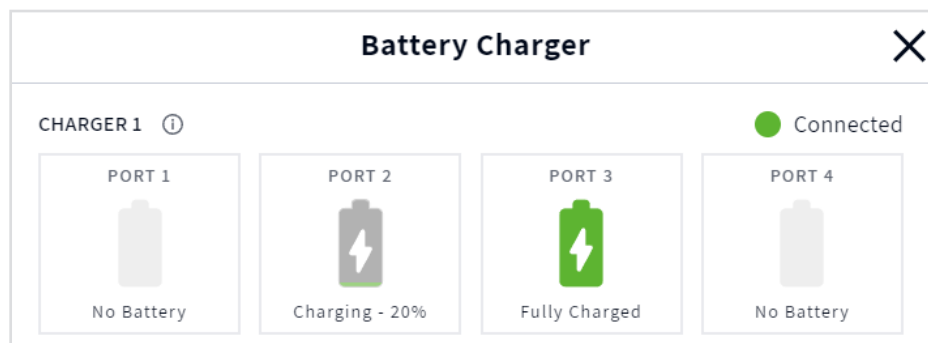 Battery Charger
CHARGER 1
Connected
PORT 1
PORT 2
PORT 3
PORT 4
No Battery
Charging - 20%
Fully Charged
No Battery